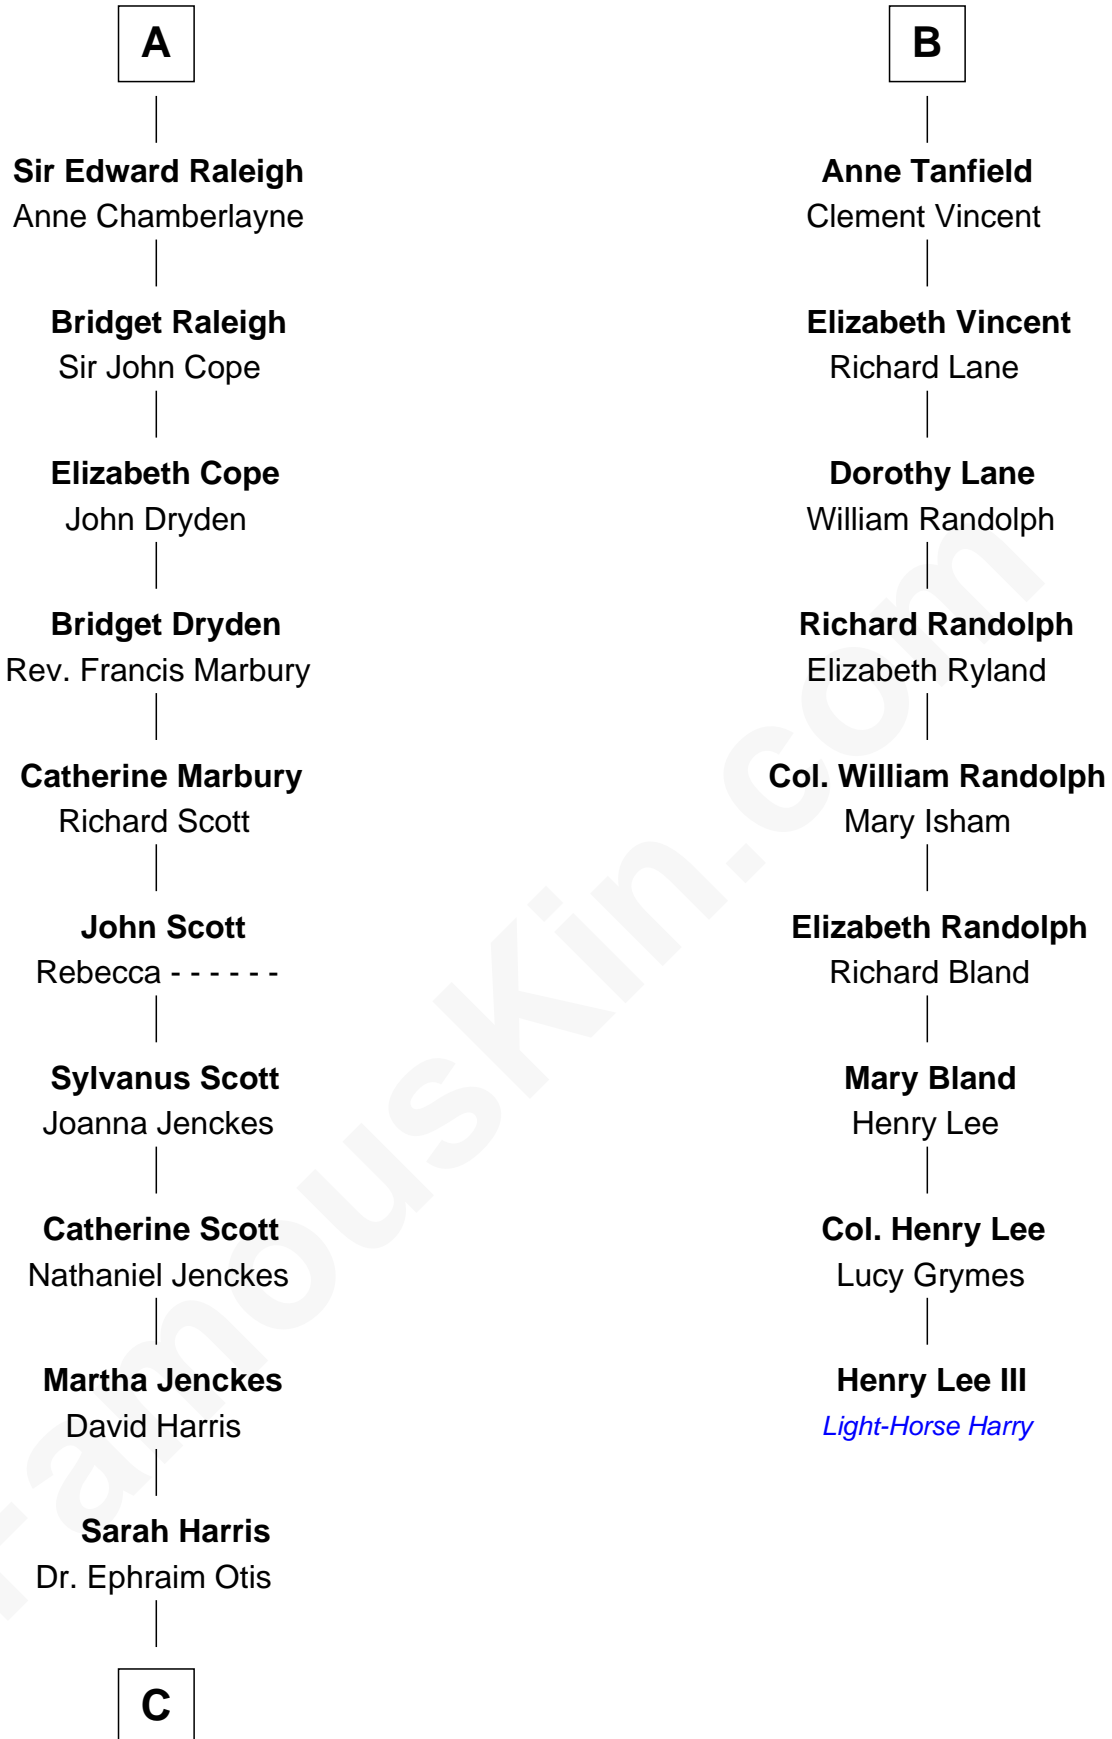 A
Sir Edward Raleigh
Anne Chamberlayne
Bridget Raleigh
Sir John Cope
Elizabeth Cope
John Dryden
Bridget Dryden
Rev. Francis Marbury
Catherine Marbury
Richard Scott
John Scott
Rebecca - - - - - -
Sylvanus Scott
Joanna Jenckes
Catherine Scott
Nathaniel Jenckes
Martha Jenckes
David Harris
Sarah Harris
Dr. Ephraim Otis
C
B
Anne Tanfield
Clement Vincent
Elizabeth Vincent
Richard Lane
Dorothy Lane
William Randolph
Richard Randolph
Elizabeth Ryland
Col. William Randolph
Mary Isham
Elizabeth Randolph
Richard Bland
Mary Bland
Henry Lee
Col. Henry Lee
Lucy Grymes
Henry Lee III
Light-Horse Harry
FamousKin.com